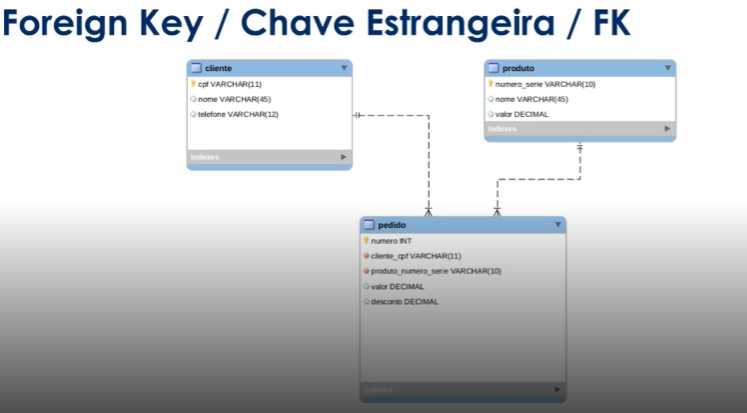 Foreign Key / Chave Estrangeira / FK
cliente
cpf VARCHAR(11)
nome VARCHAR(45)
telefone VARCHAR(12)
Indexes
produto
numero_serie VARCHAR(10)
nome VARCHAR(45)
valor DECIMAL
Indexes
pedido
numero INT
cliente_cpf VARCHAR(11)
produto_numero_serie VARCHAR(10)
valor DECIMAL
desconto DECIMAL
Indexes